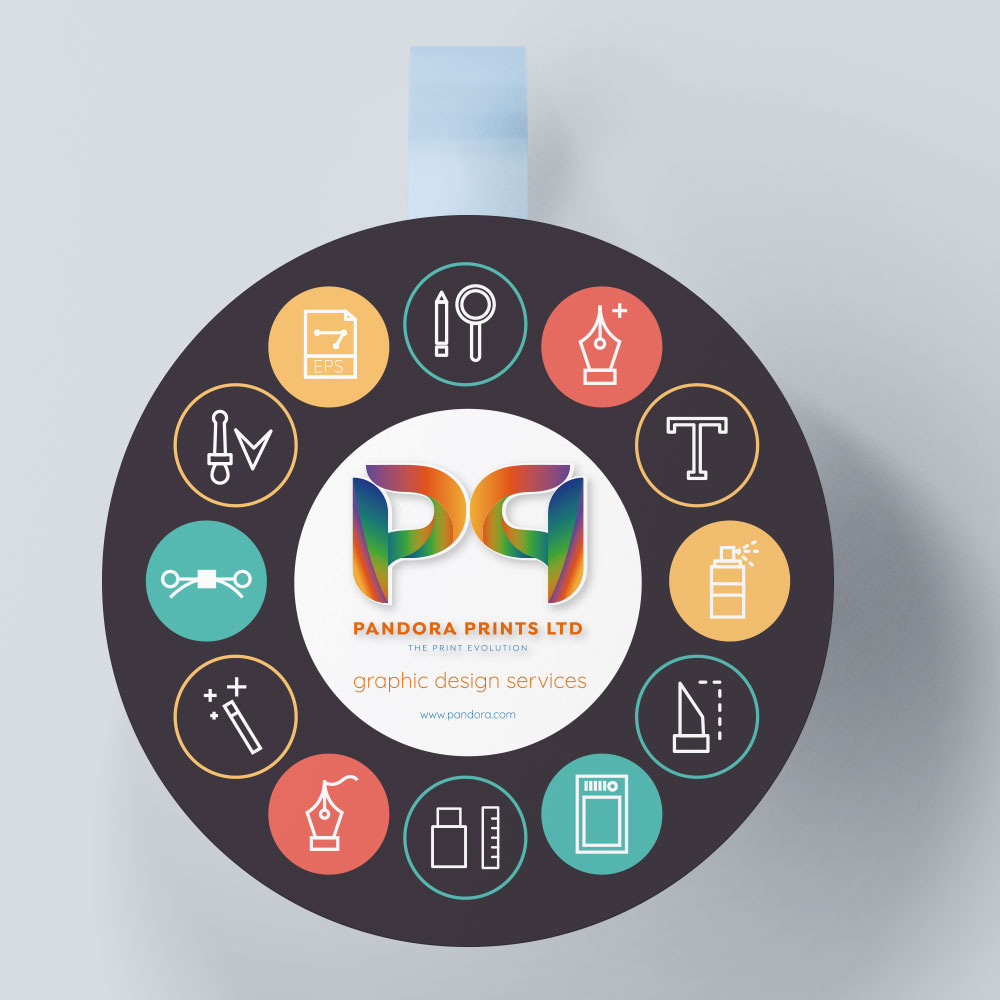 EPS
T
PANDORA PRINTS LTD
THE PRINT EVOLUTION
graphic design services
www.pandora.com